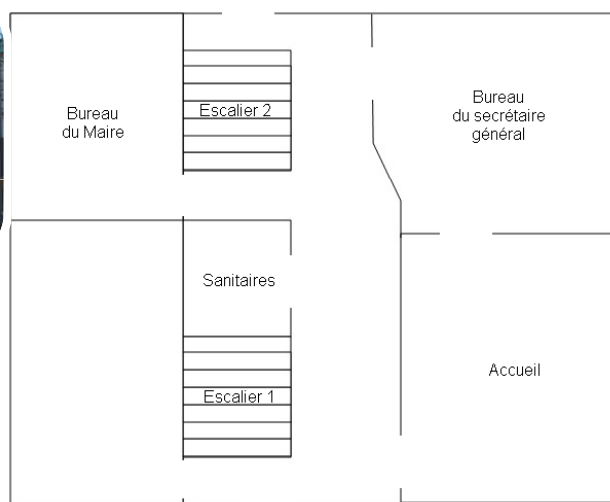 Bureau
du Maire
Escalier 2
Bureau
du secrétaire
général
Sanitaires
Escalier 1
Accueil